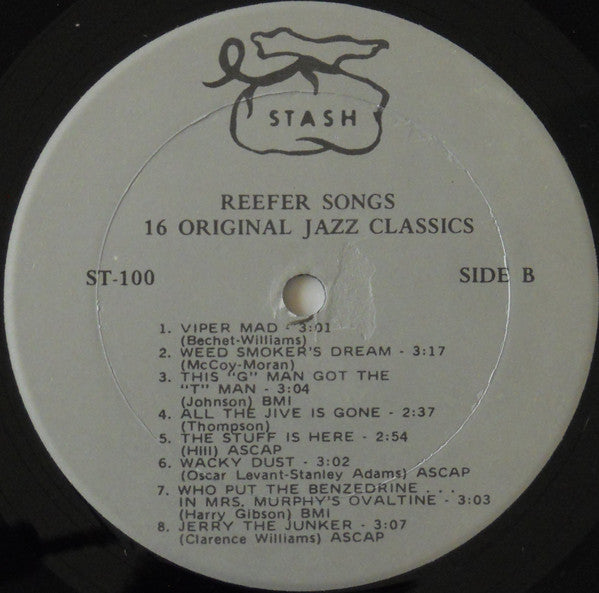 STASH
REEFER SONGS
16 ORIGINAL JAZZ CLASSICS
ST-100 SIDE B
1. VIPER MAD - 3:01
(Bechet-Williams)
2. WEED SMOKER'S DREAM - 3:17
(McCoy-Moran)
3. THIS "G" MAN GOT THE
"T" MAN - 3:04
(Johnson) BMI
4. ALL THE JIVE IS GONE - 2:37
(Thompson)
5. THE STUFF IS HERE - 2:54
(Hill) ASCAP
6. WACKY DUST - 3:02
(Oscar Levant-Stanley Adams) ASCAP
7. WHO PUT THE BENZEDRINE . . .
IN MRS. MURPHY'S OVALTINE - 3:03
(Harry Gibson) BMI
8. JERRY THE JUNKER - 3:07
(Clarence Williams) ASCAP